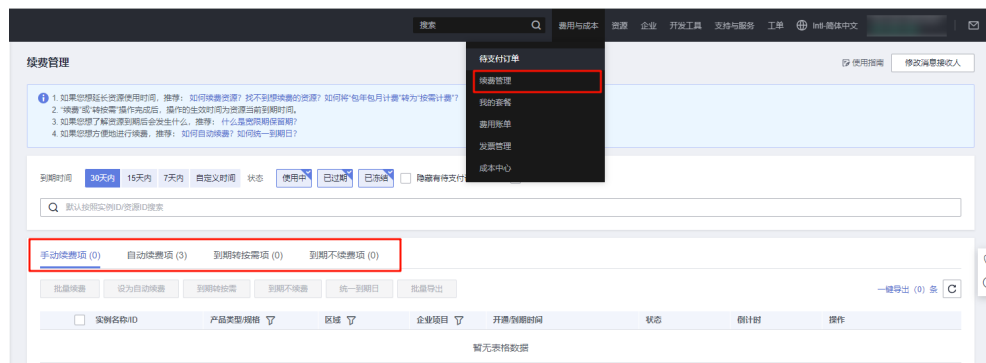 搜索 费用与成本 资源 企业 开发工具 支持与服务 工单 Intl-简体中文
待支付订单
续费管理
我的套餐
费用账单
发票管理
成本中心
续费管理 使用指南 修改消息接收人
1. 如果您想延长资源使用时间，推荐： 如何续费资源？找不到想续费的资源？如何将"包年包月计费"转为"按需计费"？
2. "续费"或"转按需"操作完成后，操作的生效时间为资源当前到期时间。
3. 如果您想了解资源到期后会发生什么，推荐： 什么是宽限期保留期？
4. 如果您想方便地进行续费，推荐： 如何自动续费？如何统一到期日？
到期时间 30天内 15天内 7天内 自定义时间 状态 使用中 已过期 已冻结 隐藏有待支付
默认按照实例ID/资源ID搜索
手动续费项 (0) 自动续费项 (3) 到期转按需项 (0) 到期不续费项 (0)
批量续费 设为自动续费 到期转按需 到期不续费 统一到期日 批量导出 一键导出（0）条
实例名称/ID 产品类型/规格 区域 企业项目 开通/到期时间 状态 倒计时 操作
暂无表格数据